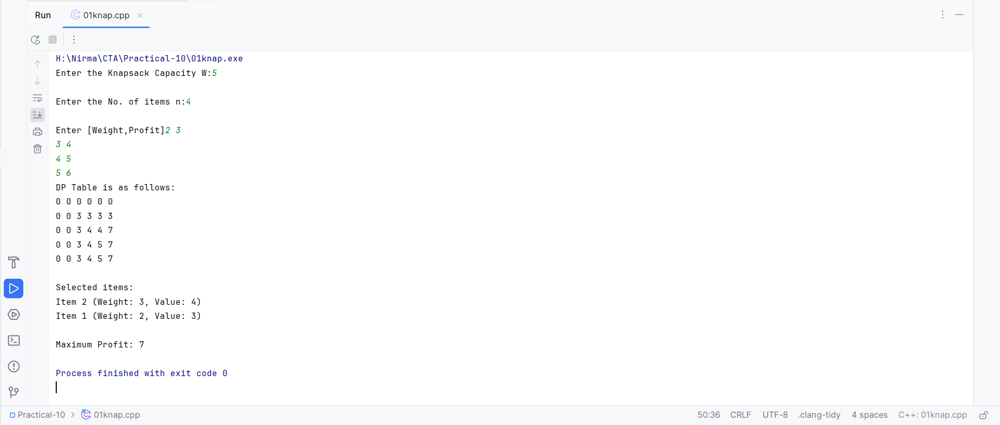 Run 01knap.cpp
H:\Nirma\CTA\Practical-10\01knap.exe
Enter the Knapsack Capacity W:5
Enter the No. of items n:4
Enter [Weight,Profit]2 3
3 4
4 5
5 6
DP Table is as follows:
0 0 0 0 0 0
0 0 3 3 3 3
0 0 3 4 4 7
0 0 3 4 5 7
0 0 3 4 5 7
Selected items:
Item 2 (Weight: 3, Value: 4)
Item 1 (Weight: 2, Value: 3)
Maximum Profit: 7
Process finished with exit code 0
Practical-10 > 01knap.cpp 50:36 CRLF UTF-8 .clang-tidy 4 spaces C++: 01knap.cpp